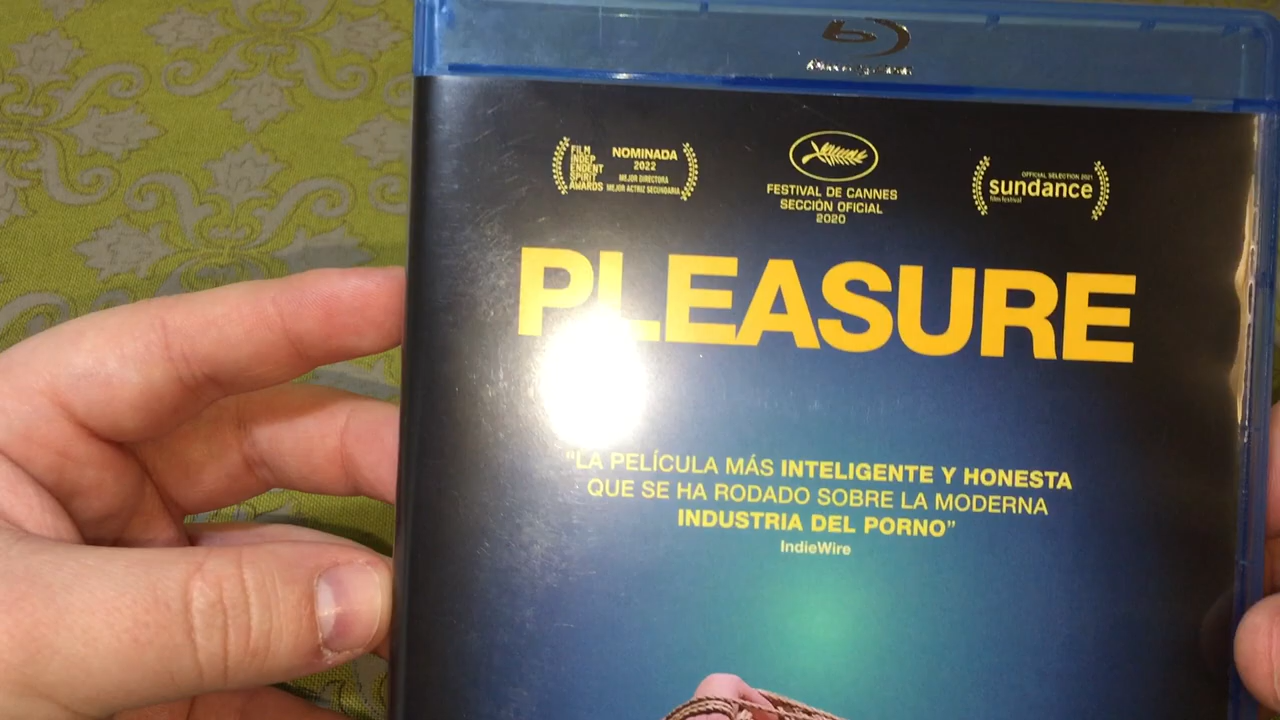 FILM
INDEP
ENDENT
SPIRIT
AWARDS
NOMINADA
2022
MEJOR DIRECTORA
MEJOR ACTRIZ SECUNDARIA
FESTIVAL DE CANNES
SECCIÓN OFICIAL
2020
OFFICIAL SELECTION 2021
sundance
film festival
PLEASURE
"LA PELÍCULA MÁS INTELIGENTE Y HONESTA
QUE SE HA RODADO SOBRE LA MODERNA
INDUSTRIA DEL PORNO"
IndieWire